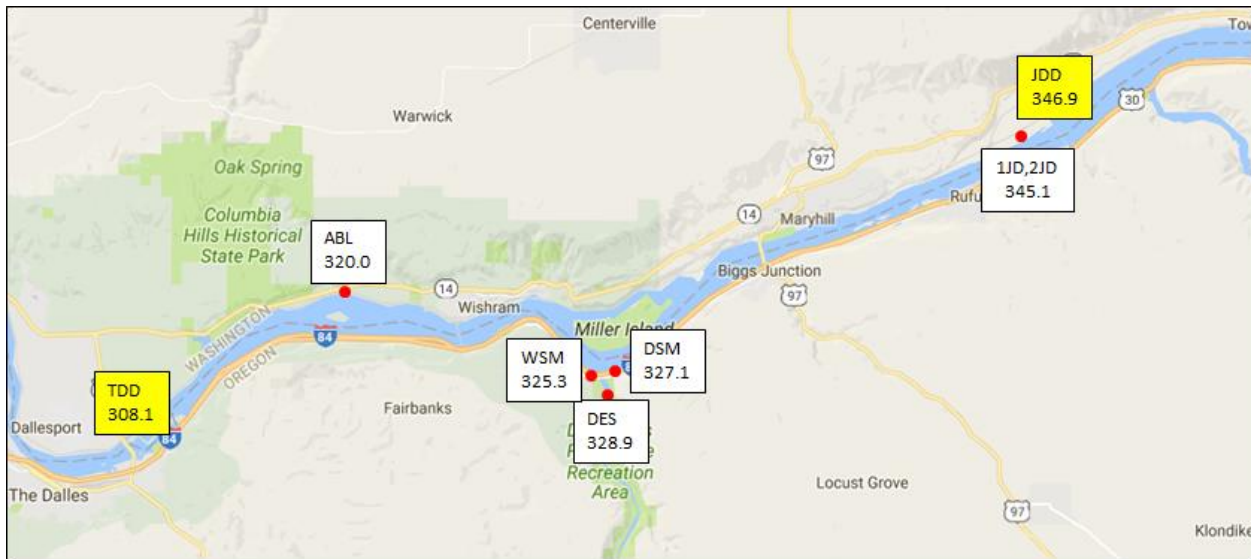 Centerville
Tow
JDD
346.9
30
Warwick
97
Oak Spring
1JD,2JD
345.1
Rufu
Columbia
Hills Historical
State Park
14
Maryhill
ABL
320.0
14
Biggs Junction
97
Wishram
WASHINGTON
OREGON
84
Miller Island
WSM
325.3
DSM
327.1
TDD
308.1
DES
328.9
Fairbanks
Dallesport
84
Recreation
Area
Locust Grove
The Dalles
97
Klondike